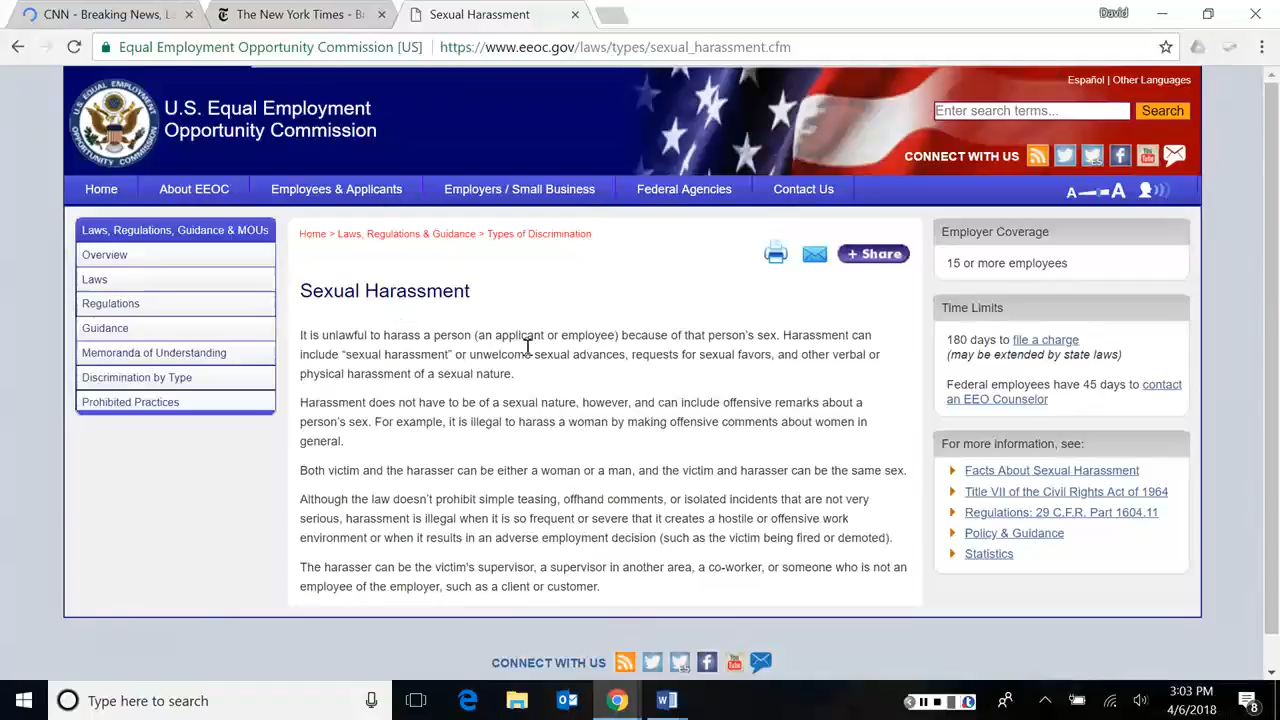 CNN - Breaking News, L
The New York Times - Ba
Sexual Harassment
David
Equal Employment Opportunity Commission [US]
https://www.eeoc.gov/laws/types/sexual_harassment.cfm
U.S. Equal Employment
Opportunity Commission
Español | Other Languages
Enter search terms...
Search
CONNECT WITH US
Home
About EEOC
Employees & Applicants
Employers / Small Business
Federal Agencies
Contact Us
A A
Laws, Regulations, Guidance & MOUs
Overview
Laws
Regulations
Guidance
Memoranda of Understanding
Discrimination by Type
Prohibited Practices
Home > Laws, Regulations & Guidance > Types of Discrimination
+ Share
Sexual Harassment
It is unlawful to harass a person (an applicant or employee) because of that person's sex. Harassment can
include “sexual harassment” or unwelcome sexual advances, requests for sexual favors, and other verbal or
physical harassment of a sexual nature.
Harassment does not have to be of a sexual nature, however, and can include offensive remarks about a
person's sex. For example, it is illegal to harass a woman by making offensive comments about women in
general.
Both victim and the harasser can be either a woman or a man, and the victim and harasser can be the same sex.
Although the law doesn't prohibit simple teasing, offhand comments, or isolated incidents that are not very
serious, harassment is illegal when it is so frequent or severe that it creates a hostile or offensive work
environment or when it results in an adverse employment decision (such as the victim being fired or demoted).
The harasser can be the victim's supervisor, a supervisor in another area, a co-worker, or someone who is not an
employee of the employer, such as a client or customer.
Employer Coverage
15 or more employees
Time Limits
180 days to file a charge
(may be extended by state laws)
Federal employees have 45 days to contact
an EEO Counselor
For more information, see:
Facts About Sexual Harassment
Title VII of the Civil Rights Act of 1964
Regulations: 29 C.F.R. Part 1604.11
Policy & Guidance
Statistics
CONNECT WITH US
Type here to search
3:03 PM
4/6/2018
8